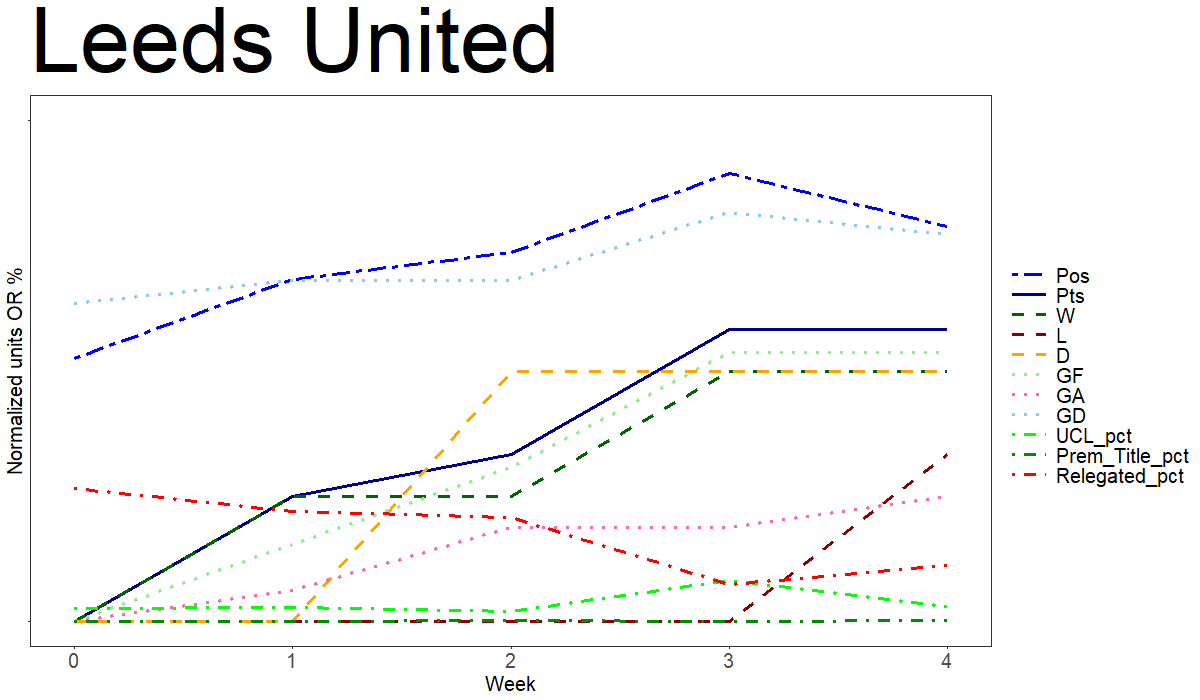 Leeds United
Normalized units OR %
Pos
Pts
W
L
D
GF
GA
GD
UCL_pct
Prem_Title_pct
Relegated_pct
0 1 2 3 4
Week